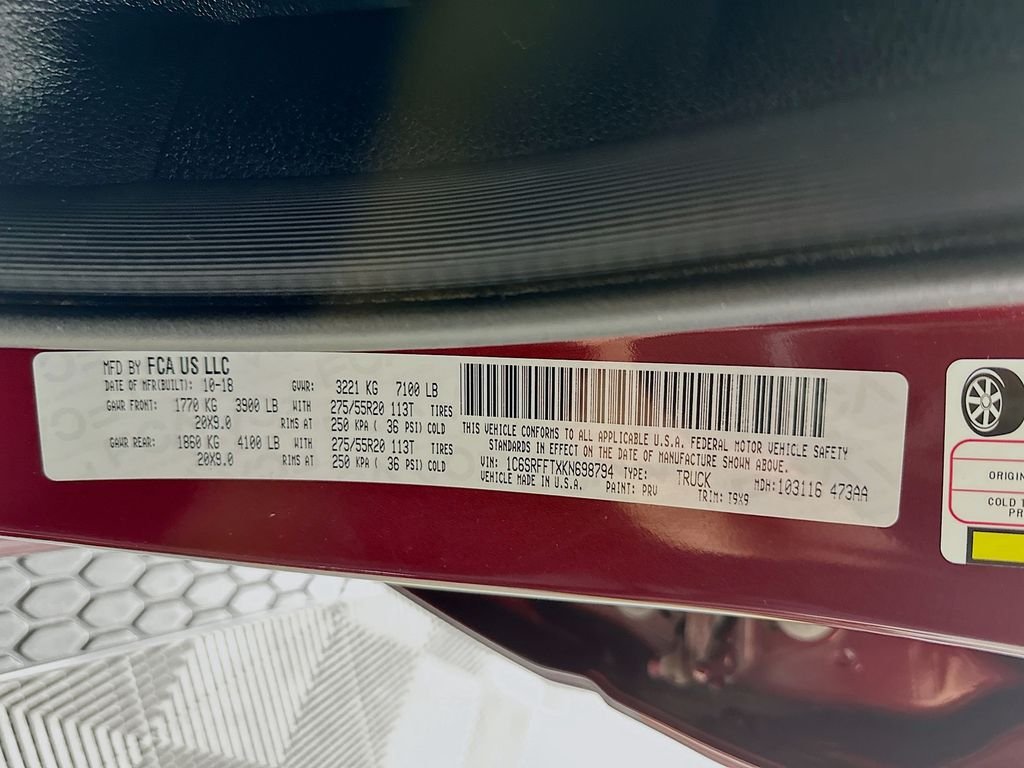 MFD BY FCA US LLC
DATE OF MFR(BUILT): 10-18 GVWR: 3221 KG 7100 LB
GAWR FRONT: 1770 KG 3900 LB WITH 275/55R20 113T TIRES
20X9.0 RIMS AT 250 KPA ( 36 PSI) COLD
GAWR REAR: 1860 KG 4100 LB WITH 275/55R20 113T TIRES
20X9.0 RIMS AT 250 KPA ( 36 PSI) COLD
THIS VEHICLE CONFORMS TO ALL APPLICABLE U.S.A. FEDERAL MOTOR VEHICLE SAFETY
STANDARDS IN EFFECT ON THE DATE OF MANUFACTURE SHOWN ABOVE.
VIN: 1C6SRFFTXKN698794 TYPE: TRUCK MDH:103116 473AA
VEHICLE MADE IN U.S.A. PAINT: PRV TRIM: T9X9
ORIGIN
COLD T
PR